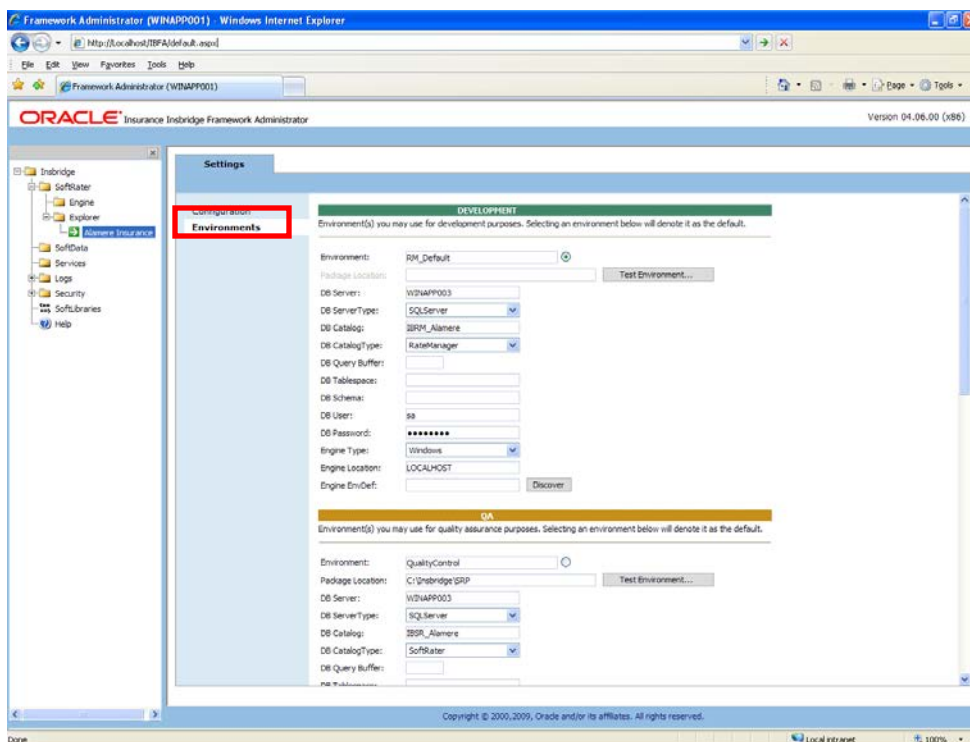 Framework Administrator (WINAPP001) - Windows Internet Explorer
http://localhost/IBFA/default.aspx
File Edit View Favorites Tools Help
Framework Administrator (WINAPP001)
Page Tools
ORACLE Insurance Insbridge Framework Administrator
Version 04.06.00 (x86)
Insbridge
SoftRater
Engine
Explorer
Alamere Insurance
SoftData
Services
Logs
Security
SoftLibraries
Help
Settings
Configuration
Environments
DEVELOPMENT
Environment(s) you may use for development purposes. Selecting an environment below will denote it as the default.
Environment: RM_Default
Package Location: Test Environment...
DB Server: WINAPP003
DB ServerType: SQLServer
DB Catalog: IBRM_Alamere
DB CatalogType: RateManager
DB Query Buffer:
DB Tablespace:
DB Schema:
DB User: sa
DB Password: ••••••••
Engine Type: Windows
Engine Location: LOCALHOST
Engine EnvDef: Discover
QA
Environment(s) you may use for quality assurance purposes. Selecting an environment below will denote it as the default.
Environment: QualityControl
Package Location: C:\Insbridge\SRP Test Environment...
DB Server: WINAPP003
DB ServerType: SQLServer
DB Catalog: IBSR_Alamere
DB CatalogType: SoftRater
DB Query Buffer:
DB Tablespace:
Copyright © 2000,2009, Oracle and/or its affiliates. All rights reserved.
Done
Local intranet
100%